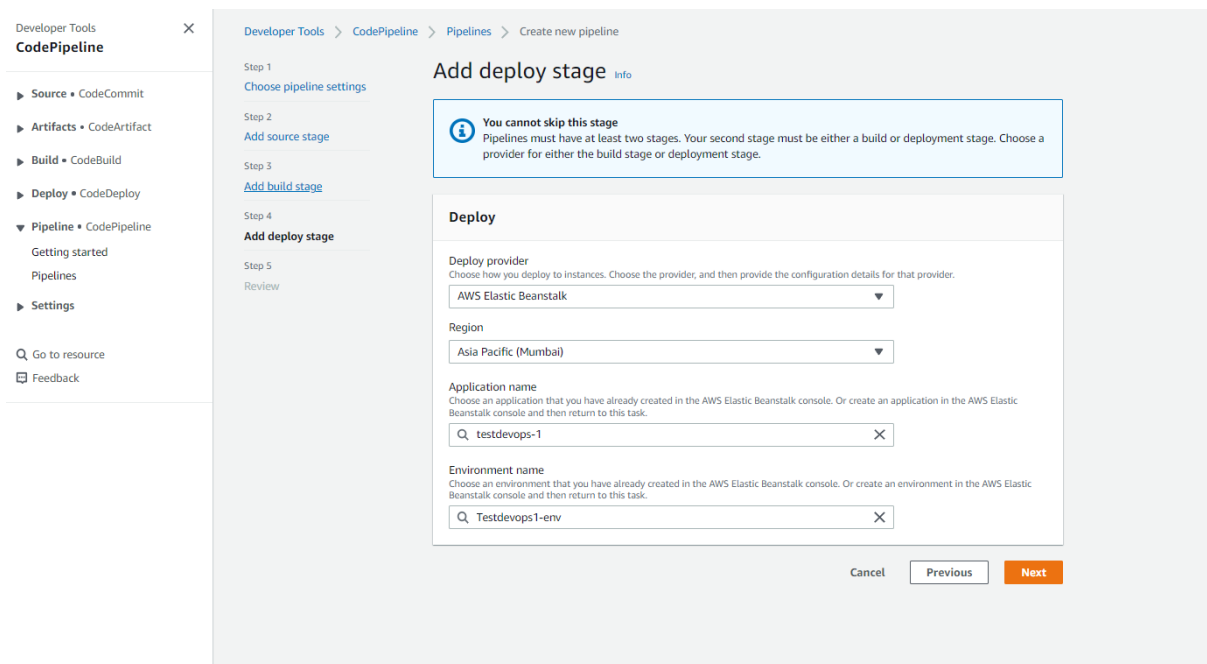 Developer Tools
CodePipeline
Source • CodeCommit
Artifacts • CodeArtifact
Build • CodeBuild
Deploy • CodeDeploy
Pipeline • CodePipeline
Getting started
Pipelines
Settings
Go to resource
Feedback
Developer Tools > CodePipeline > Pipelines > Create new pipeline
Step 1
Choose pipeline settings
Step 2
Add source stage
Step 3
Add build stage
Step 4
Add deploy stage
Step 5
Review
Add deploy stage Info
You cannot skip this stage
Pipelines must have at least two stages. Your second stage must be either a build or deployment stage. Choose a
provider for either the build stage or deployment stage.
Deploy
Deploy provider
Choose how you deploy to instances. Choose the provider, and then provide the configuration details for that provider.
AWS Elastic Beanstalk
Region
Asia Pacific (Mumbai)
Application name
Choose an application that you have already created in the AWS Elastic Beanstalk console. Or create an application in the AWS Elastic
Beanstalk console and then return to this task.
testdevops-1
Environment name
Choose an environment that you have already created in the AWS Elastic Beanstalk console. Or create an environment in the AWS Elastic
Beanstalk console and then return to this task.
Testdevops1-env
Cancel
Previous
Next